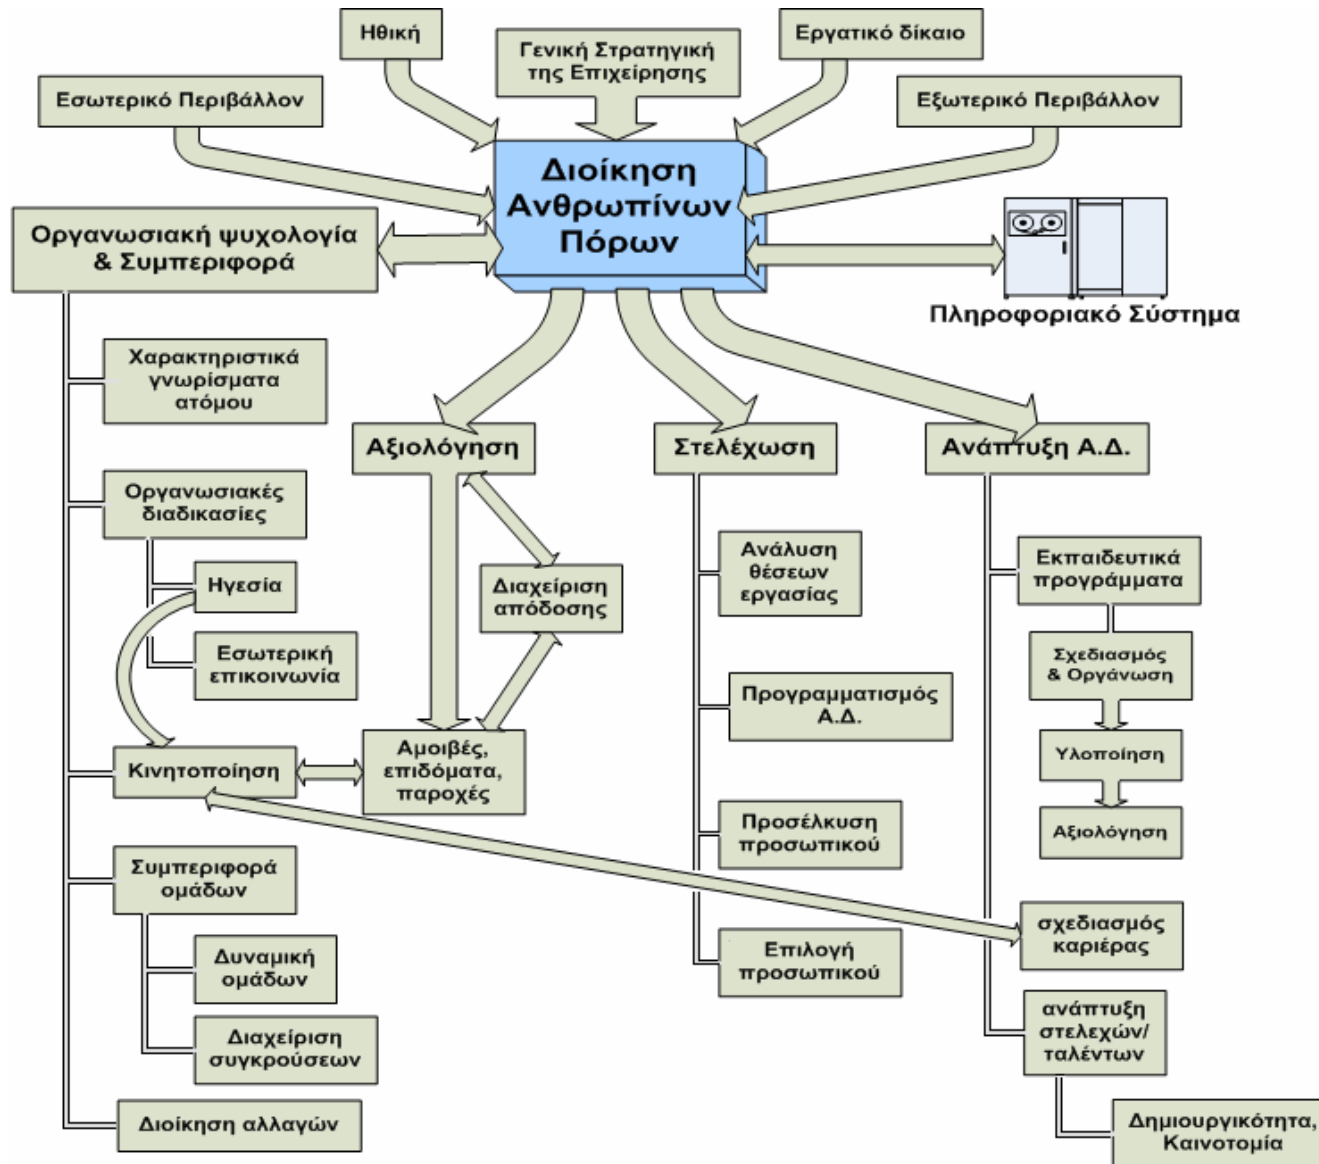 Ηθική
Γενική Στρατηγική
της Επιχείρησης
Εργατικό δίκαιο
Εσωτερικό Περιβάλλον
Εξωτερικό Περιβάλλον
Διοίκηση
Ανθρωπίνων
Πόρων
Οργανωσιακή ψυχολογία
& Συμπεριφορά
Πληροφοριακό Σύστημα
Χαρακτηριστικά
γνωρίσματα
ατόμου
Οργανωσιακές
διαδικασίες
Ηγεσία
Εσωτερική
επικοινωνία
Κινητοποίηση
Συμπεριφορά
ομάδων
Δυναμική
ομάδων
Διαχείριση
συγκρούσεων
Διοίκηση αλλαγών
Αξιολόγηση
Διαχείριση
απόδοσης
Αμοιβές,
επιδόματα,
παροχές
Στελέχωση
Ανάλυση
θέσεων
εργασίας
Προγραμματισμός
Α.Δ.
Προσέλκυση
προσωπικού
Επιλογή
προσωπικού
Ανάπτυξη Α.Δ.
Εκπαιδευτικά
προγράμματα
Σχεδιασμός
& Οργάνωση
Υλοποίηση
Αξιολόγηση
σχεδιασμός
καριέρας
ανάπτυξη
στελεχών/
ταλέντων
Δημιουργικότητα,
Καινοτομία